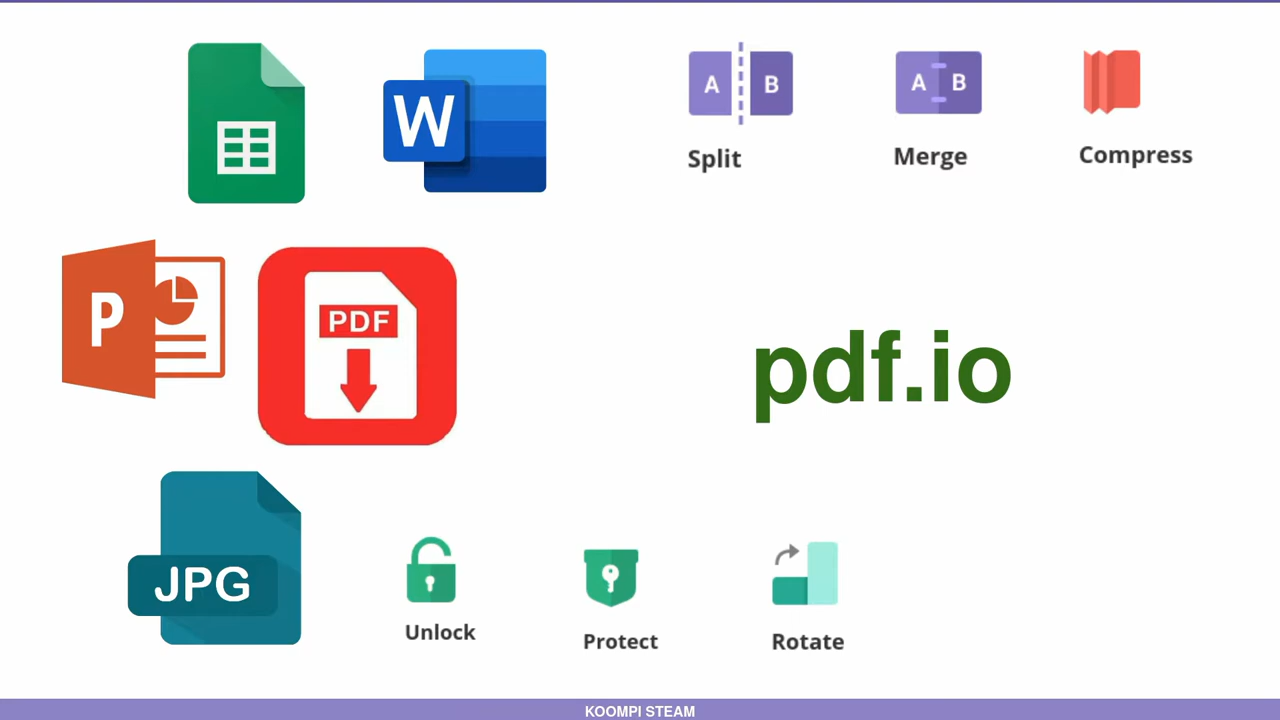 W
A
B
Split
A
B
Merge
Compress
P
PDF
pdf.io
JPG
Unlock
Protect
Rotate
KOOMPI STEAM